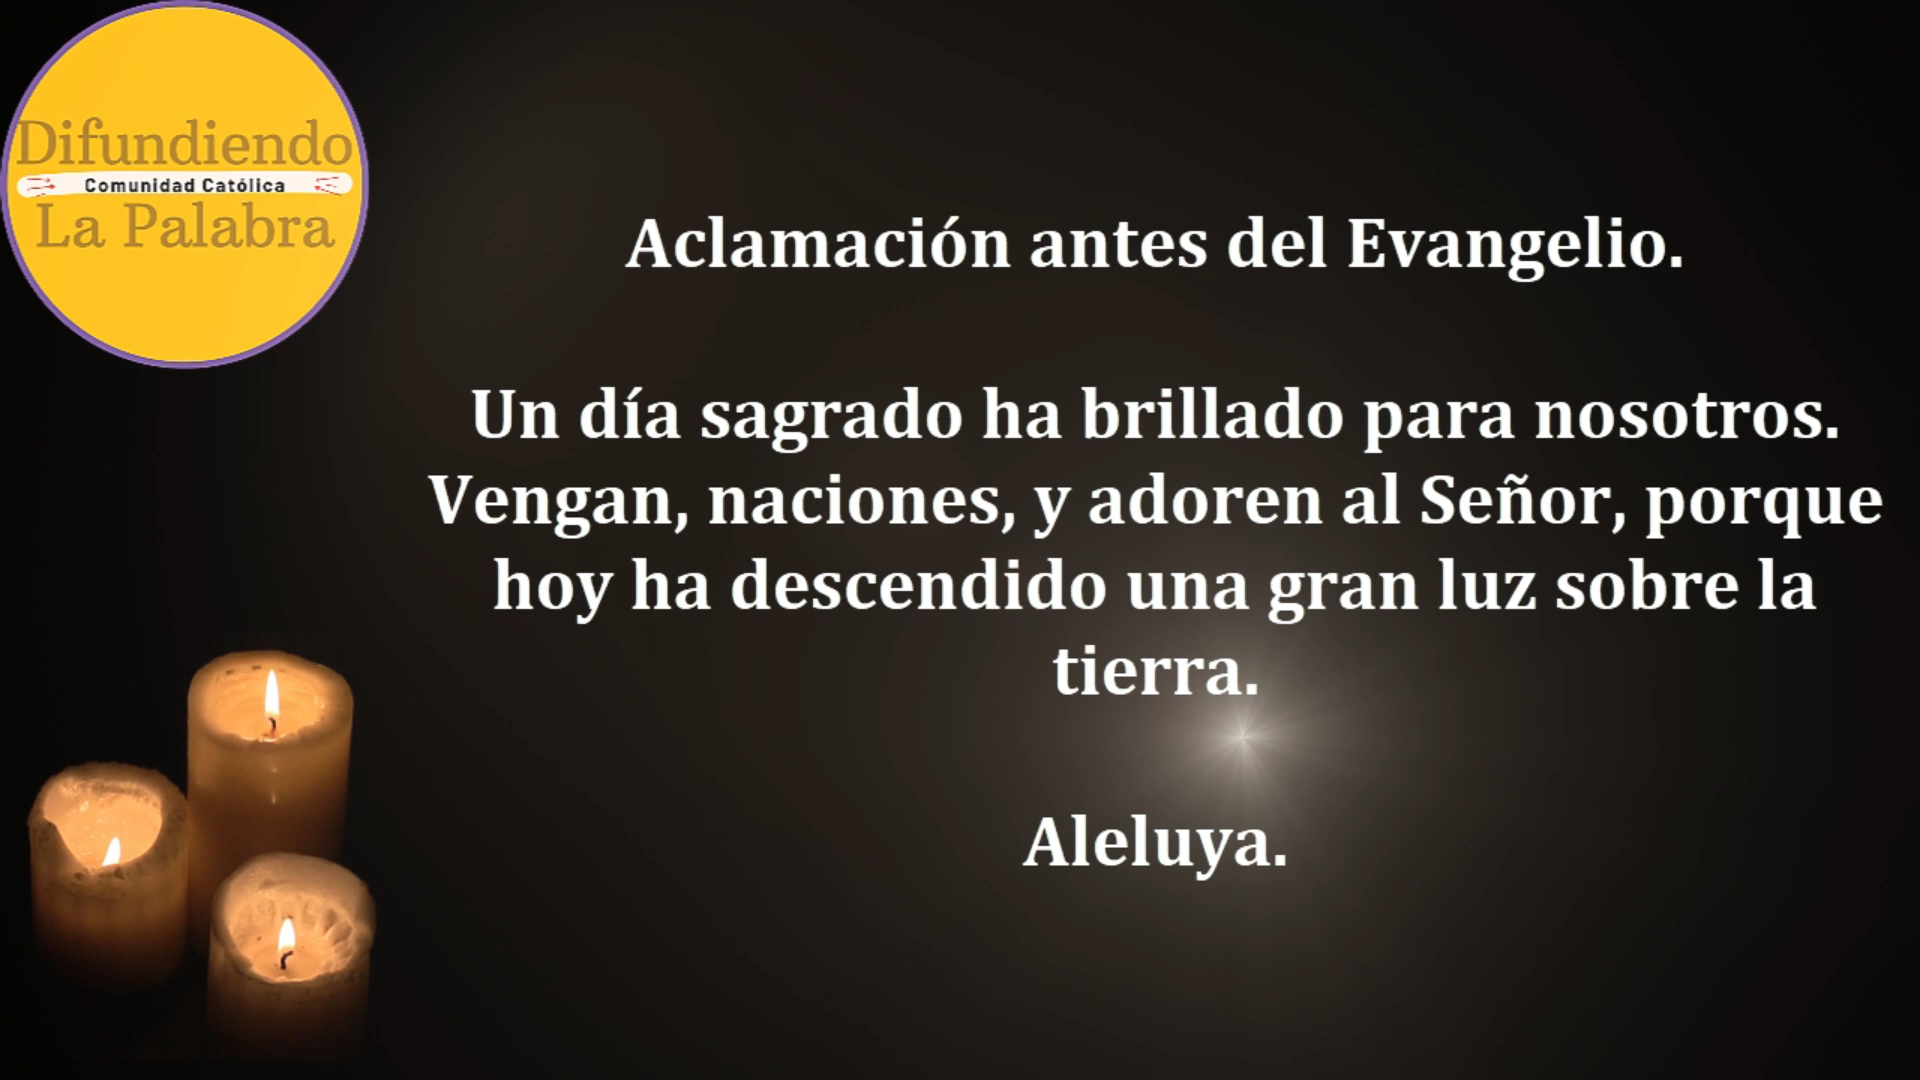 Difundiendo
Comunidad Católica
La Palabra
Aclamación antes del Evangelio.
Un día sagrado ha brillado para nosotros.
Vengan, naciones, y adoren al Señor, porque
hoy ha descendido una gran luz sobre la
tierra.
Aleluya.